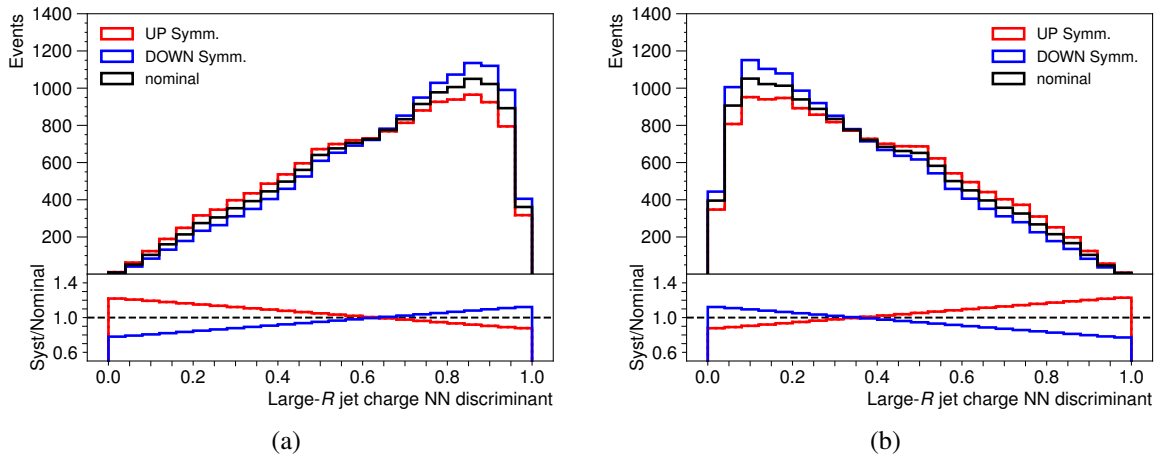 1400
1200
1000
800
600
400
200
Events
UP Symm.
DOWN Symm.
nominal
1.4
1.0
0.6
Syst/Nominal
0.0 0.2 0.4 0.6 0.8 1.0
Large-R jet charge NN discriminant
(a)
1400
1200
1000
800
600
400
200
Events
UP Symm.
DOWN Symm.
nominal
1.4
1.0
0.6
Syst/Nominal
0.0 0.2 0.4 0.6 0.8 1.0
Large-R jet charge NN discriminant
(b)